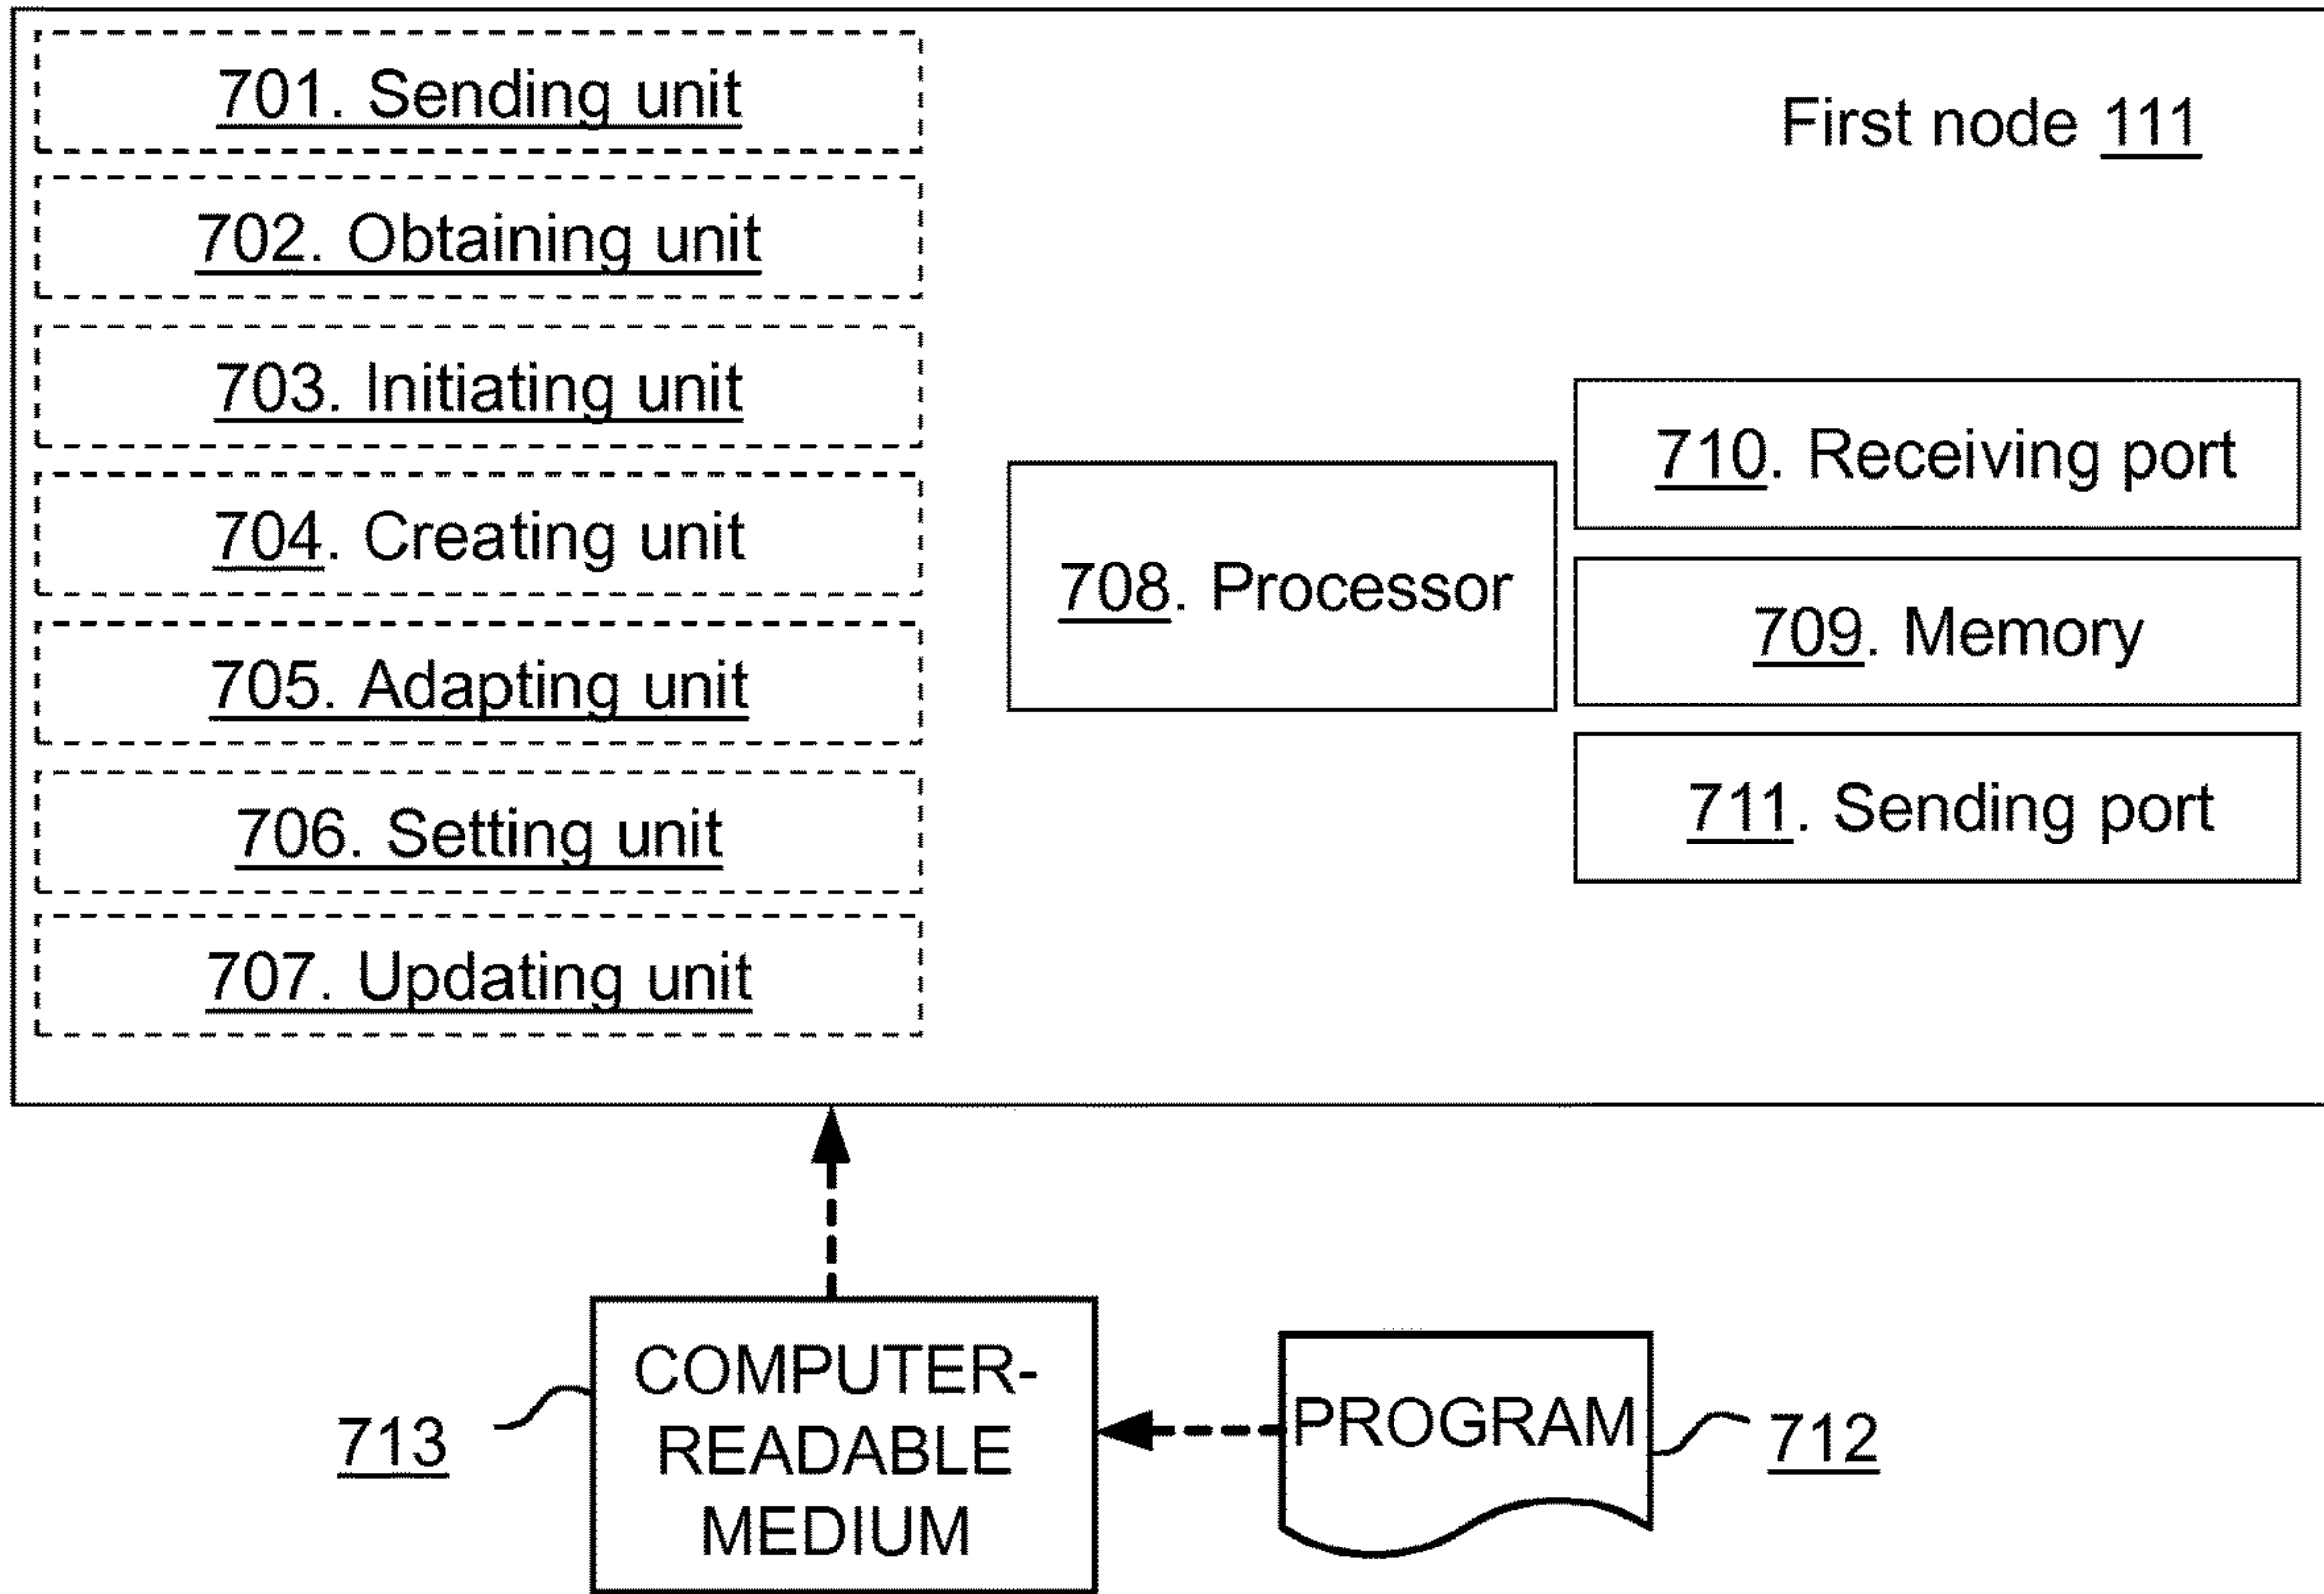 701. Sending unit
First node 111
702. Obtaining unit
703. Initiating unit
704. Creating unit
705. Adapting unit
706. Setting unit
707. Updating unit
708. Processor
710. Receiving port
709. Memory
711. Sending port
713
COMPUTER-
READABLE
MEDIUM
PROGRAM
712